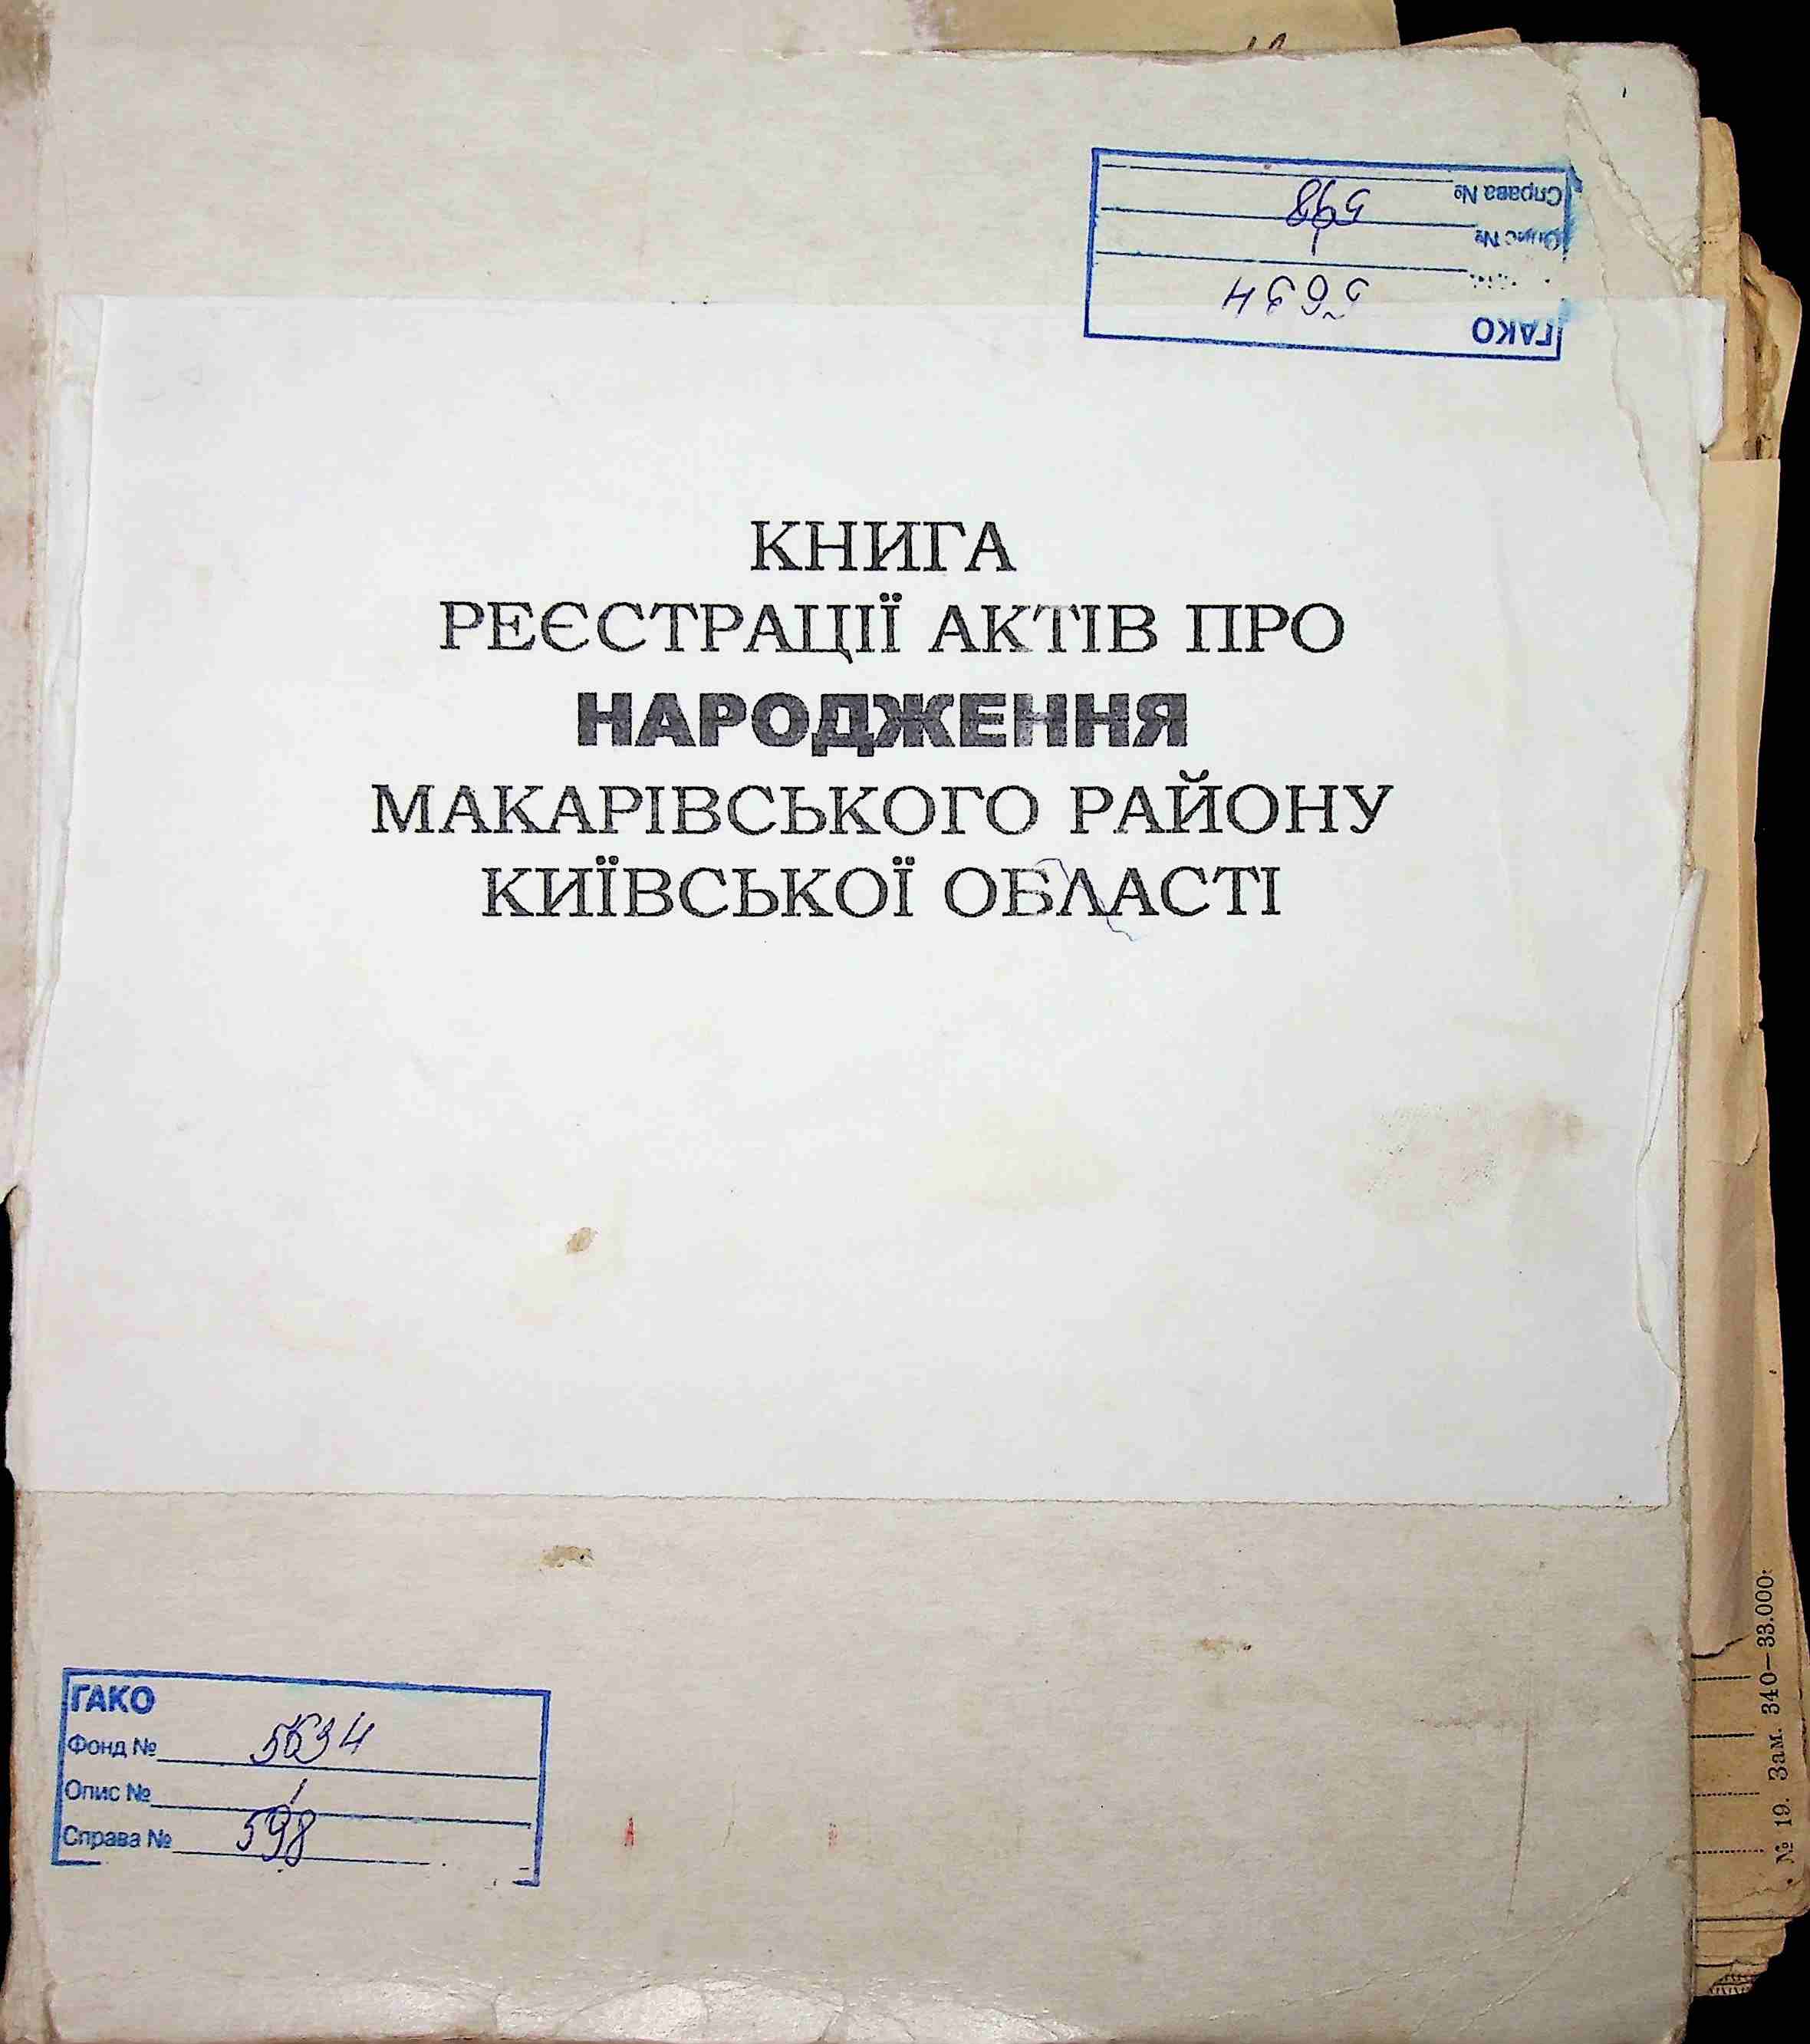 ГАКО
5634
Опис № 1
Справа № 598
КНИГА
РЕЄСТРАЦІЇ АКТІВ ПРО
НАРОДЖЕННЯ
МАКАРІВСЬКОГО РАЙОНУ
КИЇВСЬКОЇ ОБЛАСТІ
ГАКО
Фонд № 5634
Опис № 1
Справа № 598
№ 19. Зам. 340—33.000.